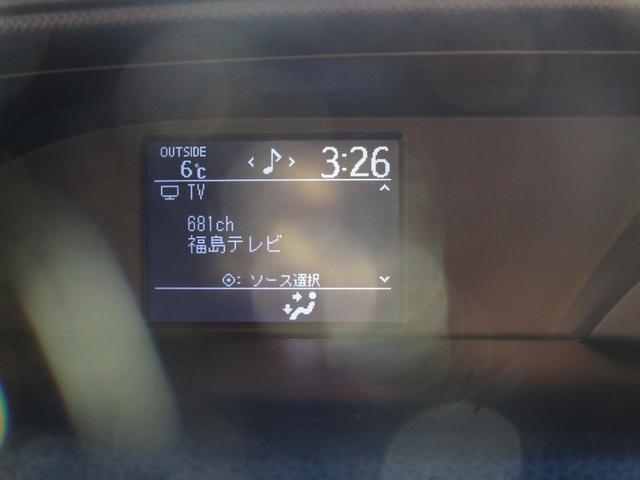 OUTSIDE
6℃
3:26
TV
681ch
福島テレビ
: ソース選択